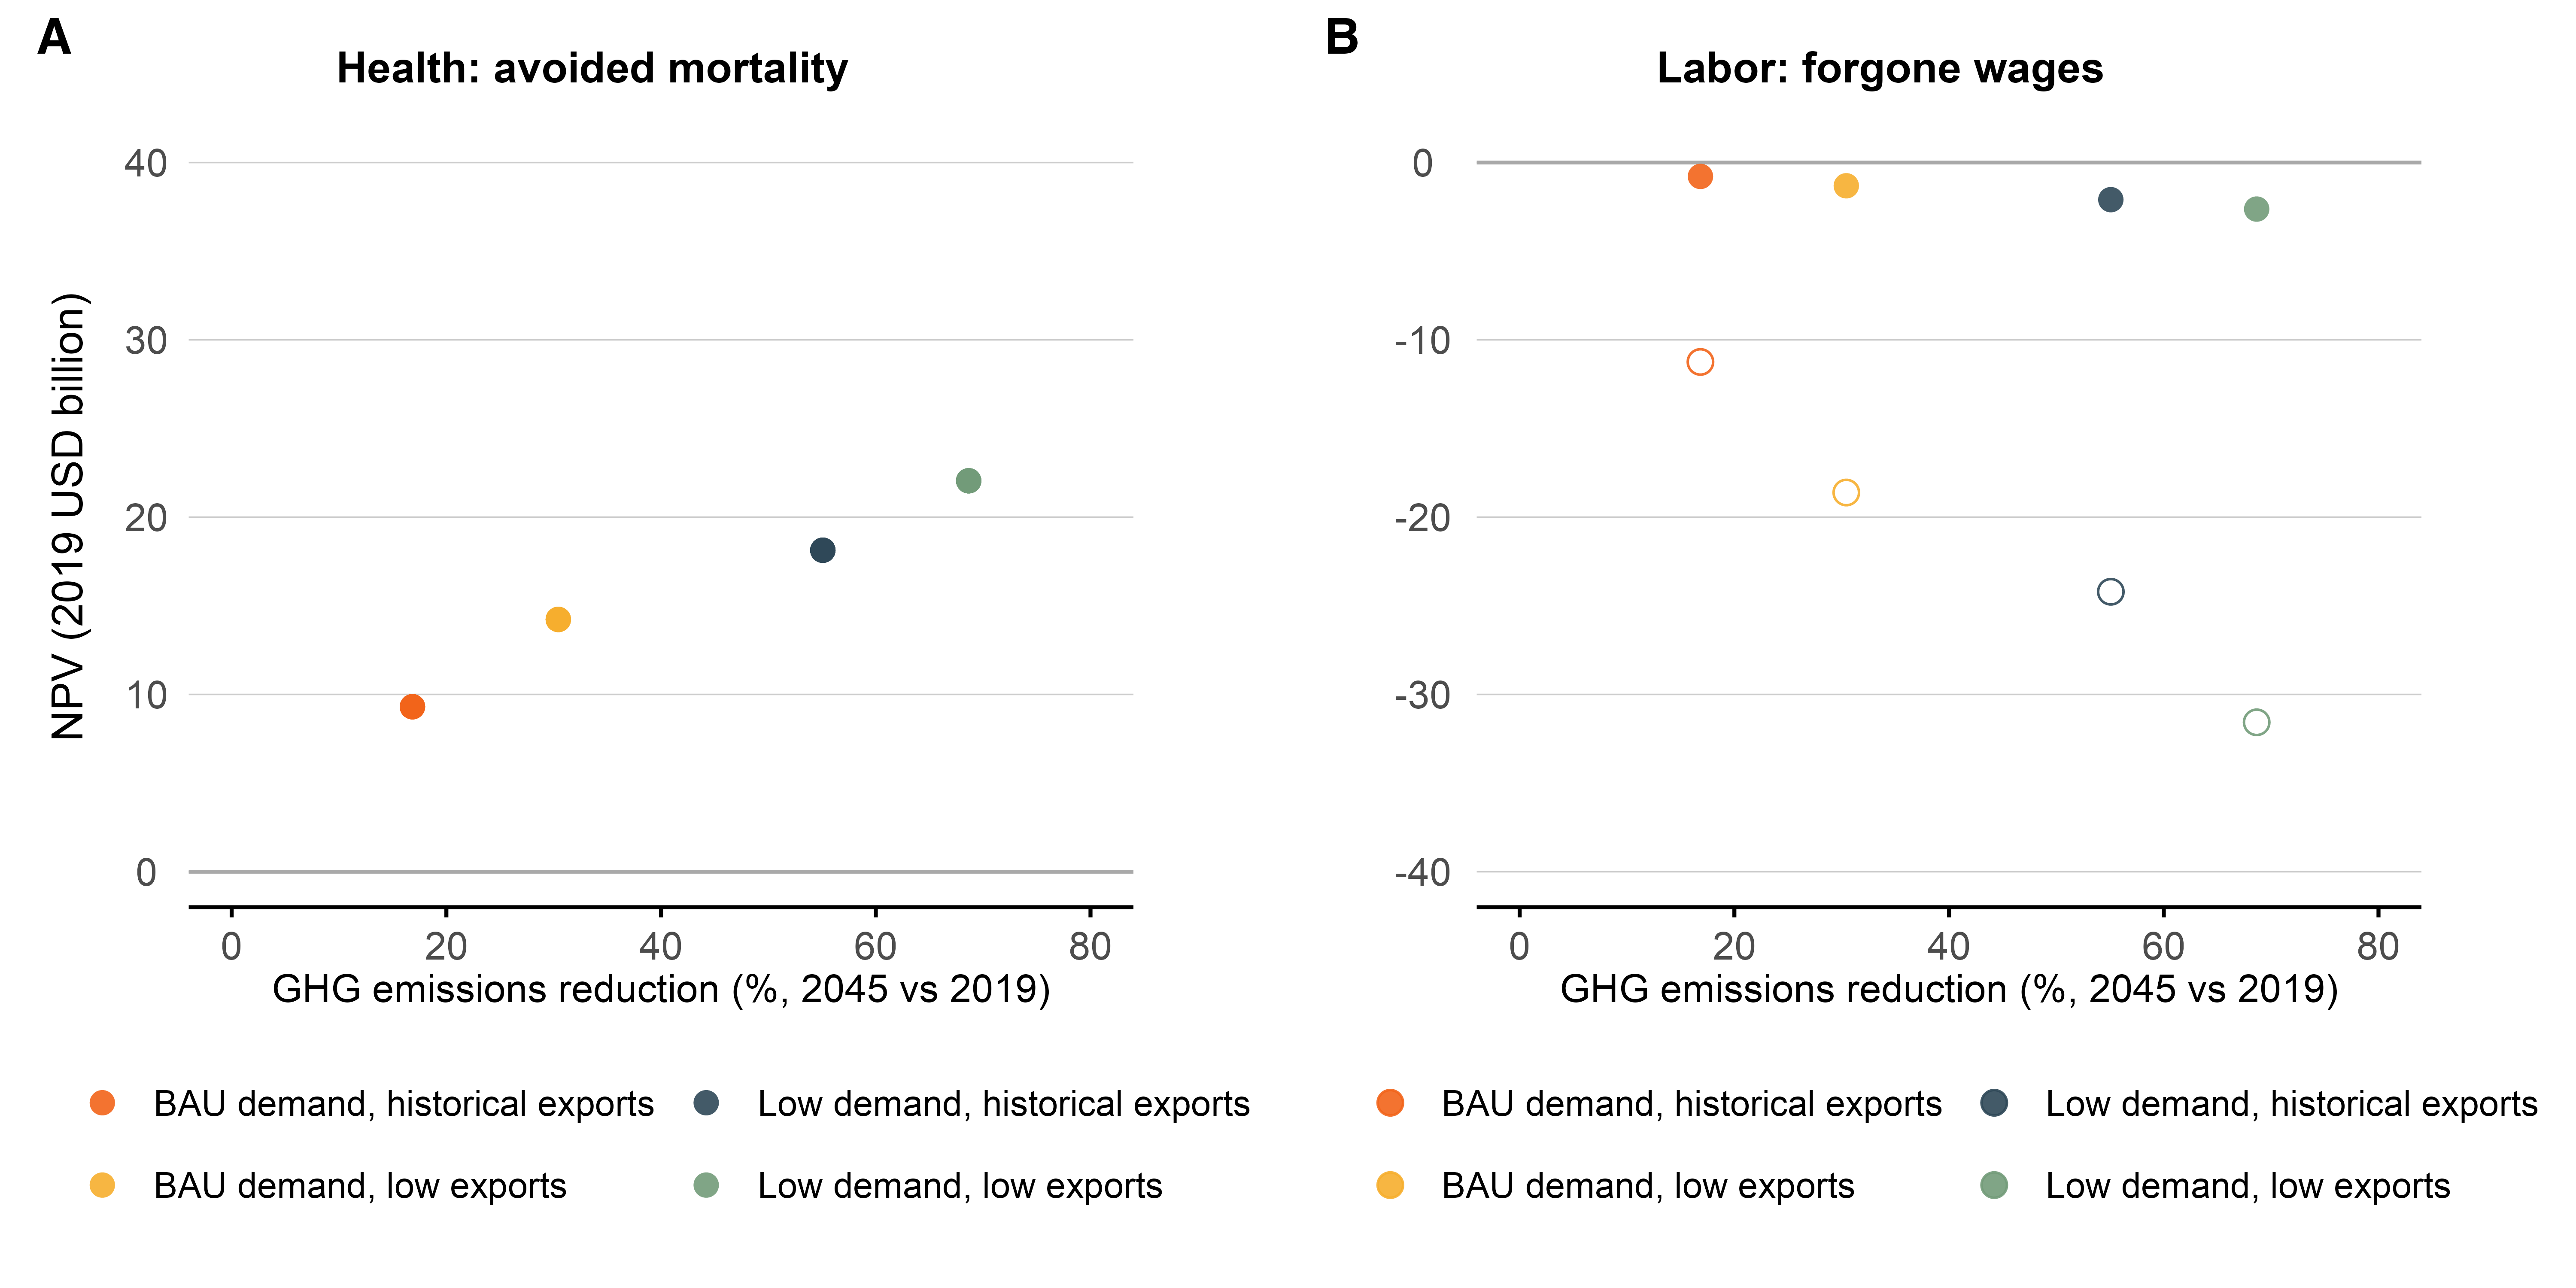 A
Health: avoided mortality
40
30
20
10
0
NPV (2019 USD billion)
0 20 40 60 80
GHG emissions reduction (%, 2045 vs 2019)
BAU demand, historical exports
Low demand, historical exports
BAU demand, low exports
Low demand, low exports
B
Labor: forgone wages
0
-10
-20
-30
-40
0 20 40 60 80
GHG emissions reduction (%, 2045 vs 2019)
BAU demand, historical exports
Low demand, historical exports
BAU demand, low exports
Low demand, low exports